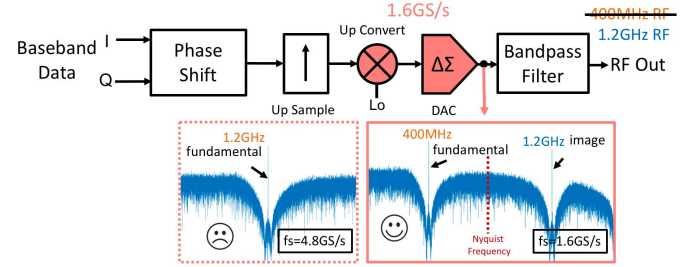 1.6GS/s
400MHz RF
1.2GHz RF
Baseband
Data
I
Q
Phase
Shift
Up Sample
Up Convert
Lo
ΔΣ
DAC
Bandpass
Filter
RF Out
1.2GHz
fundamental
fs=4.8GS/s
400MHz
fundamental
1.2GHz image
Nyquist
Frequency
fs=1.6GS/s